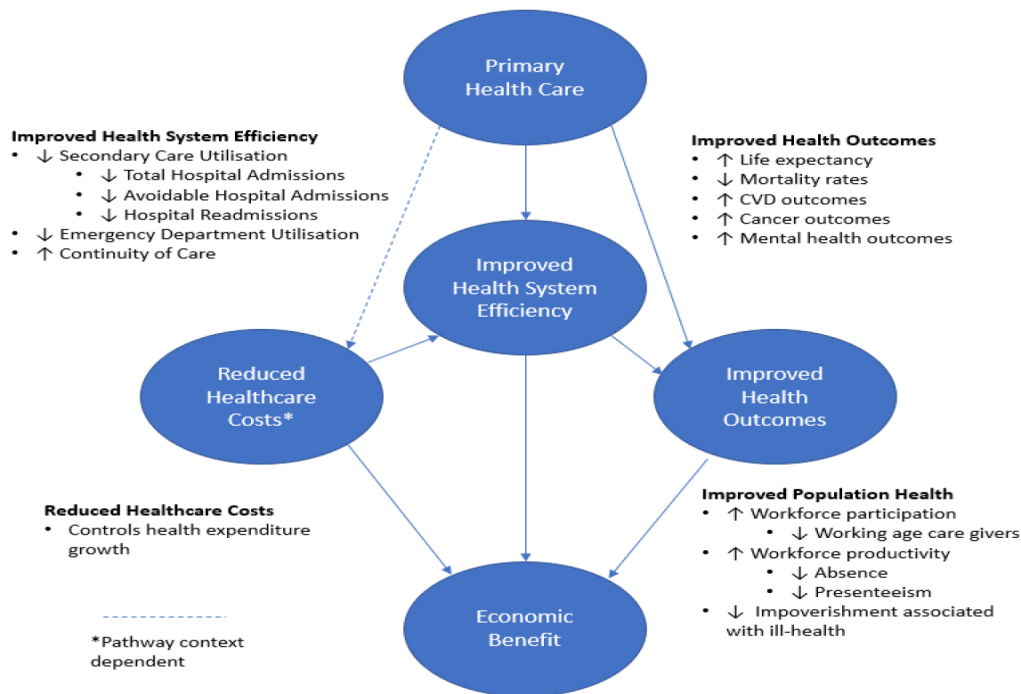 Primary
Health Care
Improved Health System Efficiency
• ↓ Secondary Care Utilisation
• ↓ Total Hospital Admissions
• ↓ Avoidable Hospital Admissions
• ↓ Hospital Readmissions
• ↓ Emergency Department Utilisation
• ↑ Continuity of Care
Improved Health Outcomes
• ↑ Life expectancy
• ↓ Mortality rates
• ↑ CVD outcomes
• ↑ Cancer outcomes
• ↑ Mental health outcomes
Improved
Health System
Efficiency
Reduced
Healthcare
Costs*
Improved
Health
Outcomes
Reduced Healthcare Costs
• Controls health expenditure
growth
Improved Population Health
• ↑ Workforce participation
• ↓ Working age care givers
• ↑ Workforce productivity
• ↓ Absence
• ↓ Presenteeism
• ↓ Impoverishment associated
with ill-health
Economic
Benefit
*Pathway context
dependent